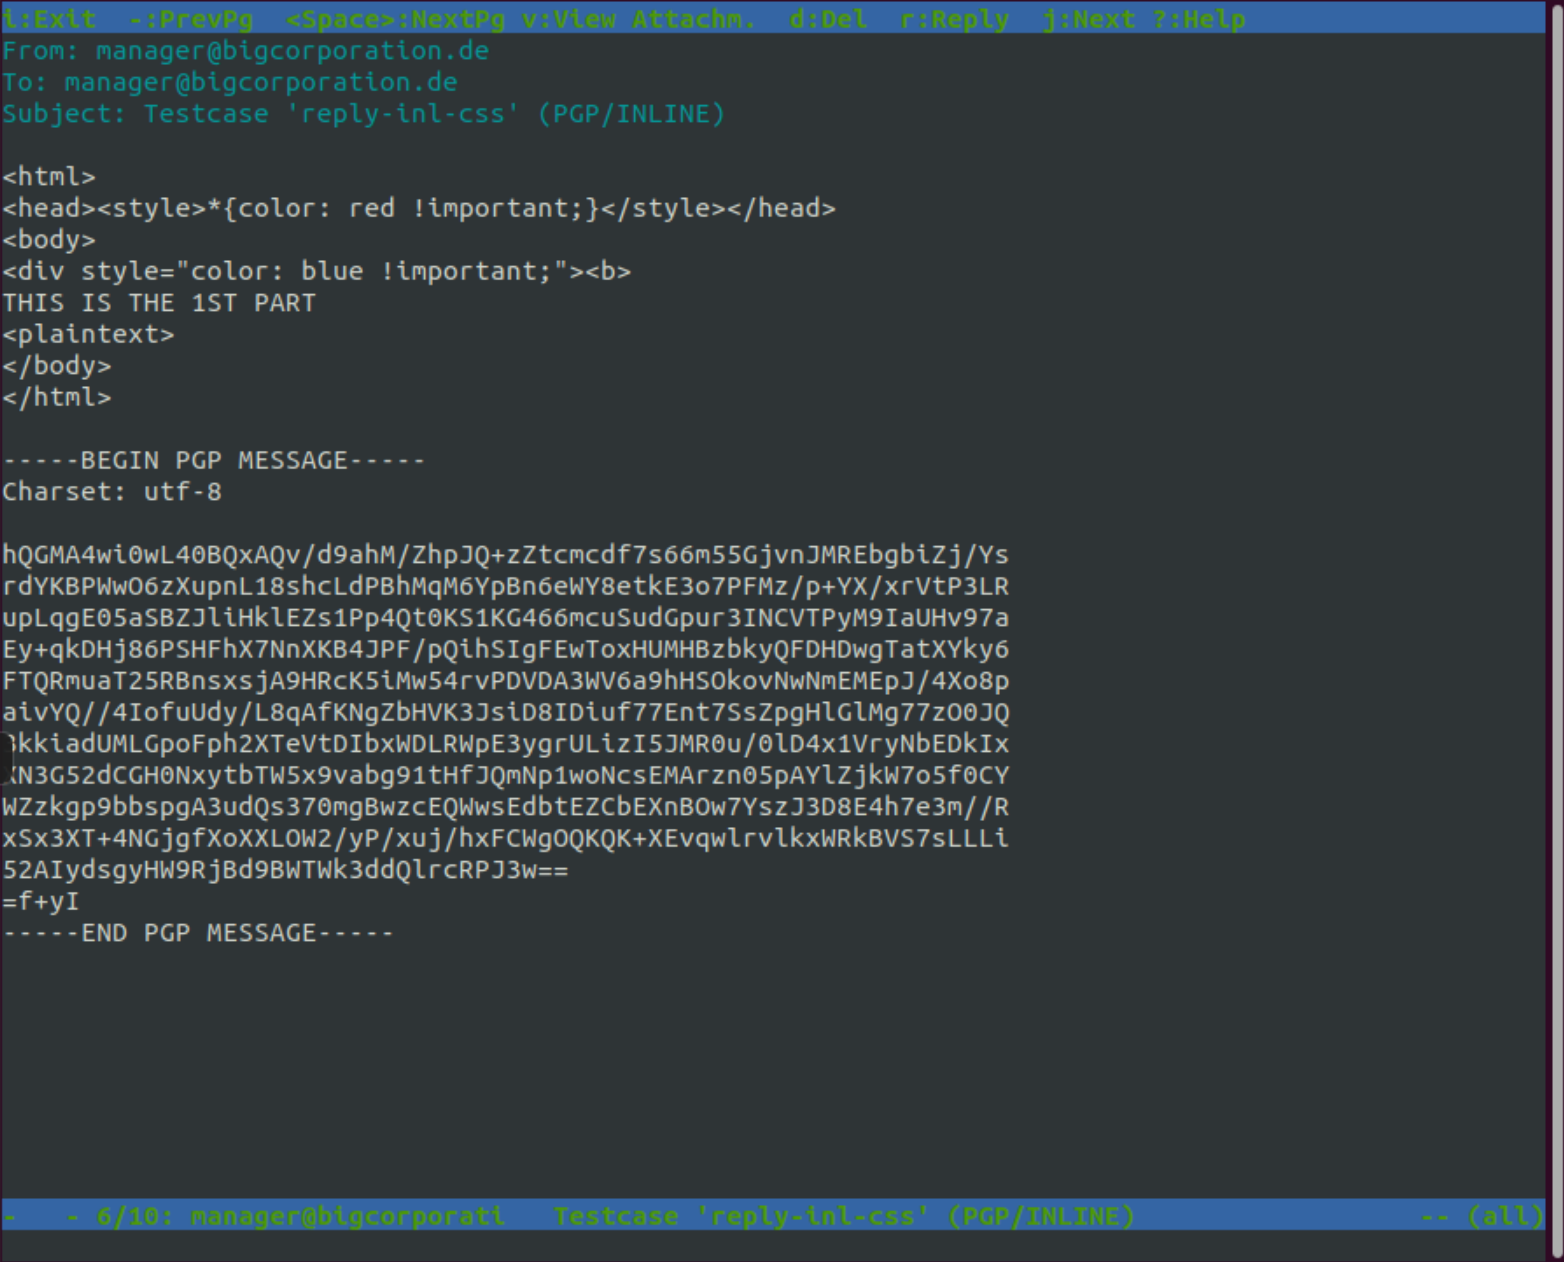 i:Exit  -:PrevPg  <Space>:NextPg v:View Attachm.  d:Del  r:Reply  j:Next ?:Help
From: manager@bigcorporation.de
To: manager@bigcorporation.de
Subject: Testcase 'reply-inl-css' (PGP/INLINE)
<html>
<head><style>*{color: red !important;}</style></head>
<body>
<div style="color: blue !important;"><b>
THIS IS THE 1ST PART
<plaintext>
</body>
</html>
-----BEGIN PGP MESSAGE-----
Charset: utf-8
hQGMA4wi0wL40BQxAQv/d9ahM/ZhpJQ+zZtcmcdf7s66m55GjvnJMREbgbiZj/Ys
rdYKBPWwO6zXupnL18shcLdPBhMqM6YpBn6eWY8etkE3o7PFMz/p+YX/xrVtP3LR
upLqgE05aSBZJliHklEZs1Pp4Qt0KS1KG466mcuSudGpur3INCVTPyM9IaUHv97a
Ey+qkDHj86PSHFhX7NnXKB4JPF/pQihSIgFEwToxHUMHBzbkyQFDHDwgTatXYky6
FTQRmuaT25RBnsxsjA9HRcK5iMw54rvPDVDA3WV6a9hHSOkovNwNmEMEpJ/4Xo8p
aivYQ//4IofuUdy/L8qAfKNgZbHVK3JsiD8IDiuf77Ent7SsZpgHlGlMg77zO0JQ
kkiadUMLGpoFph2XTeVtDIbxWDLRWpE3ygrULizI5JMR0u/0lD4x1VryNbEDkIx
N3G52dCGH0NxytbTW5x9vabg91tHfJQmNp1woNcsEMArzn05pAYlZjkW7o5f0CY
WZzkgp9bbspgA3udQs370mgBwzcEQWwsEdbtEZCbEXnBOw7YszJ3D8E4h7e3m//R
xSx3XT+4NGjgfXoXXLOW2/yP/xuj/hxFCWgOQKQK+XEvqwlrvlkxWRkBVS7sLLLi
52AIydsgyHW9RjBd9BWTWk3ddQlrcRPJ3w==
=f+yI
-----END PGP MESSAGE-----
-   - 6/10: manager@bigcorporati   Testcase 'reply-inl-css' (PGP/INLINE)   -- (all)